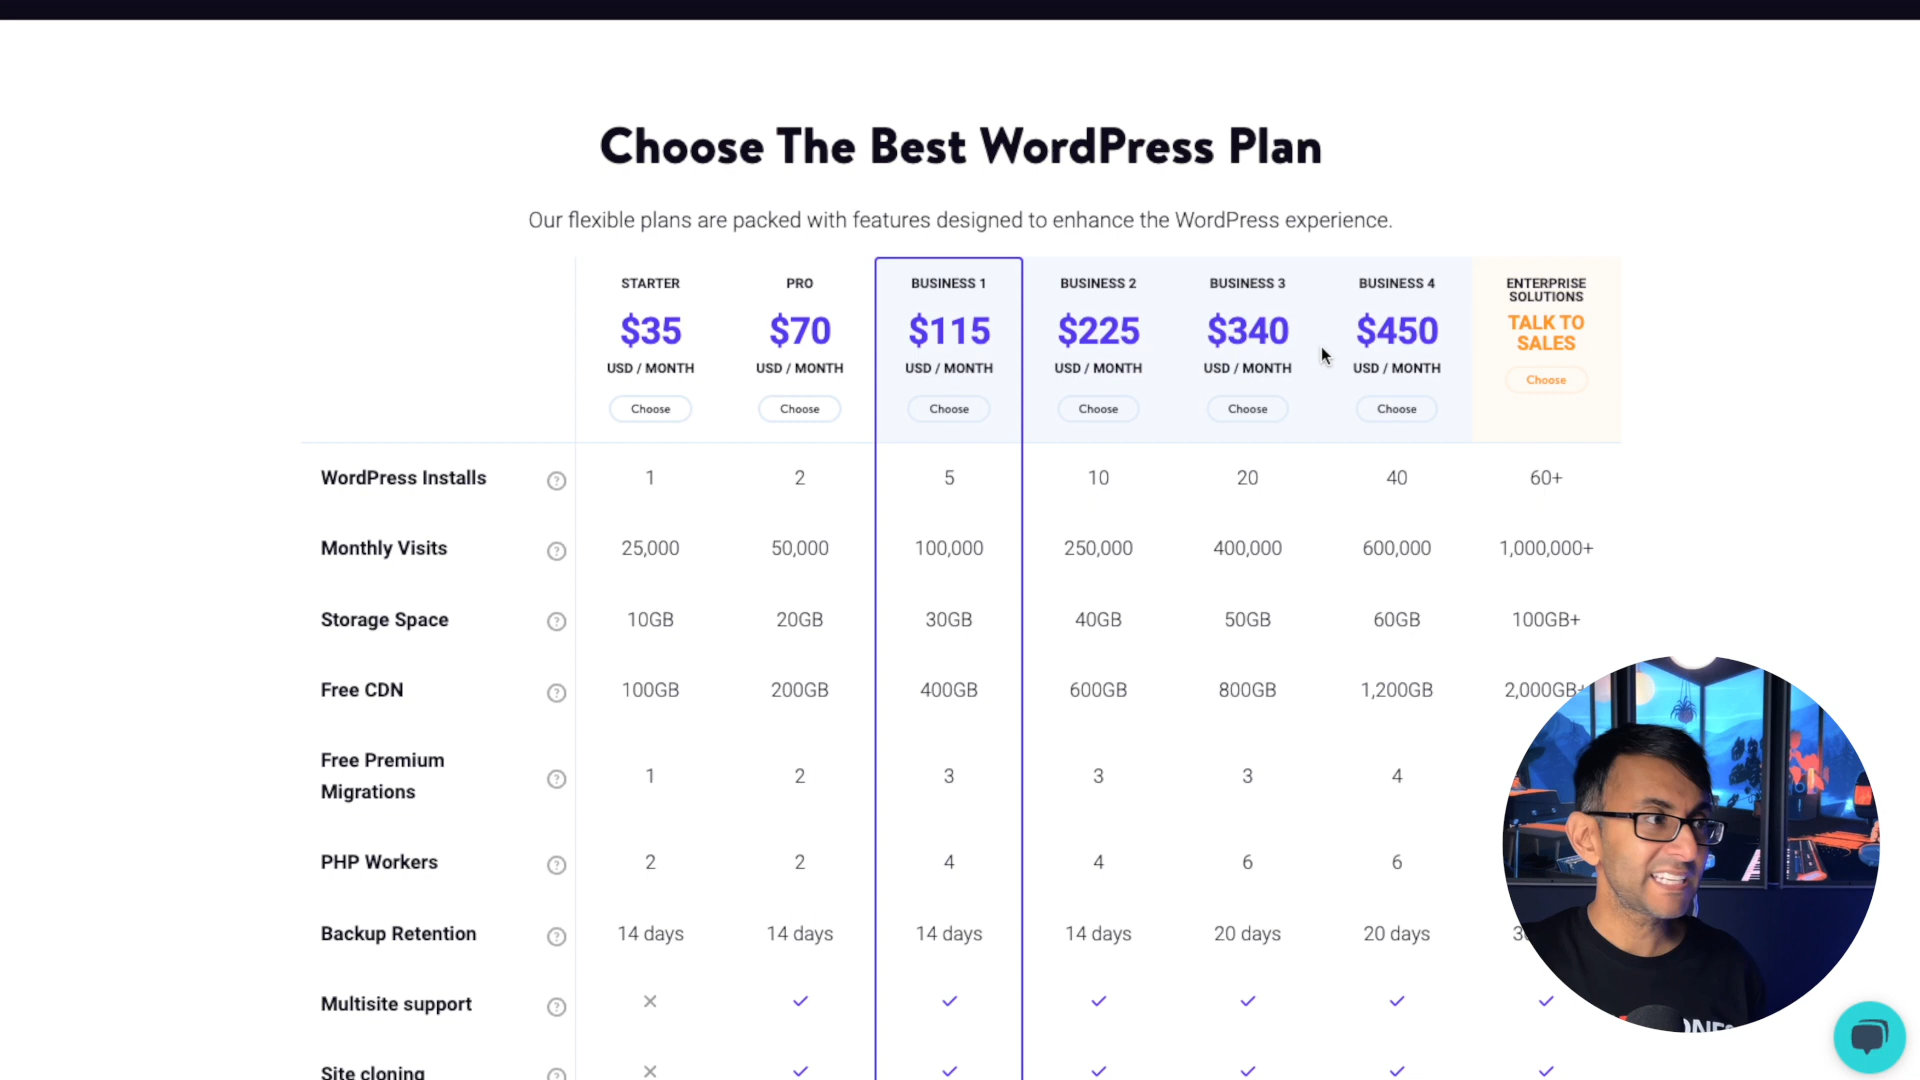 Choose The Best WordPress Plan
Our flexible plans are packed with features designed to enhance the WordPress experience.
STARTER PRO BUSINESS 1 BUSINESS 2 BUSINESS 3 BUSINESS 4 ENTERPRISE SOLUTIONS
$35 $70 $115 $225 $340 $450 TALK TO SALES
USD / MONTH USD / MONTH USD / MONTH USD / MONTH USD / MONTH USD / MONTH
Choose Choose Choose Choose Choose Choose Choose
WordPress Installs ? 1 2 5 10 20 40 60+
Monthly Visits ? 25,000 50,000 100,000 250,000 400,000 600,000 1,000,000+
Storage Space ? 10GB 20GB 30GB 40GB 50GB 60GB 100GB+
Free CDN ? 100GB 200GB 400GB 600GB 800GB 1,200GB 2,000GB+
Free Premium
Migrations ? 1 2 3 3 3 4
PHP Workers ? 2 2 4 4 6 6
Backup Retention ? 14 days 14 days 14 days 14 days 20 days 20 days
Multisite support ?
Site cloning ?